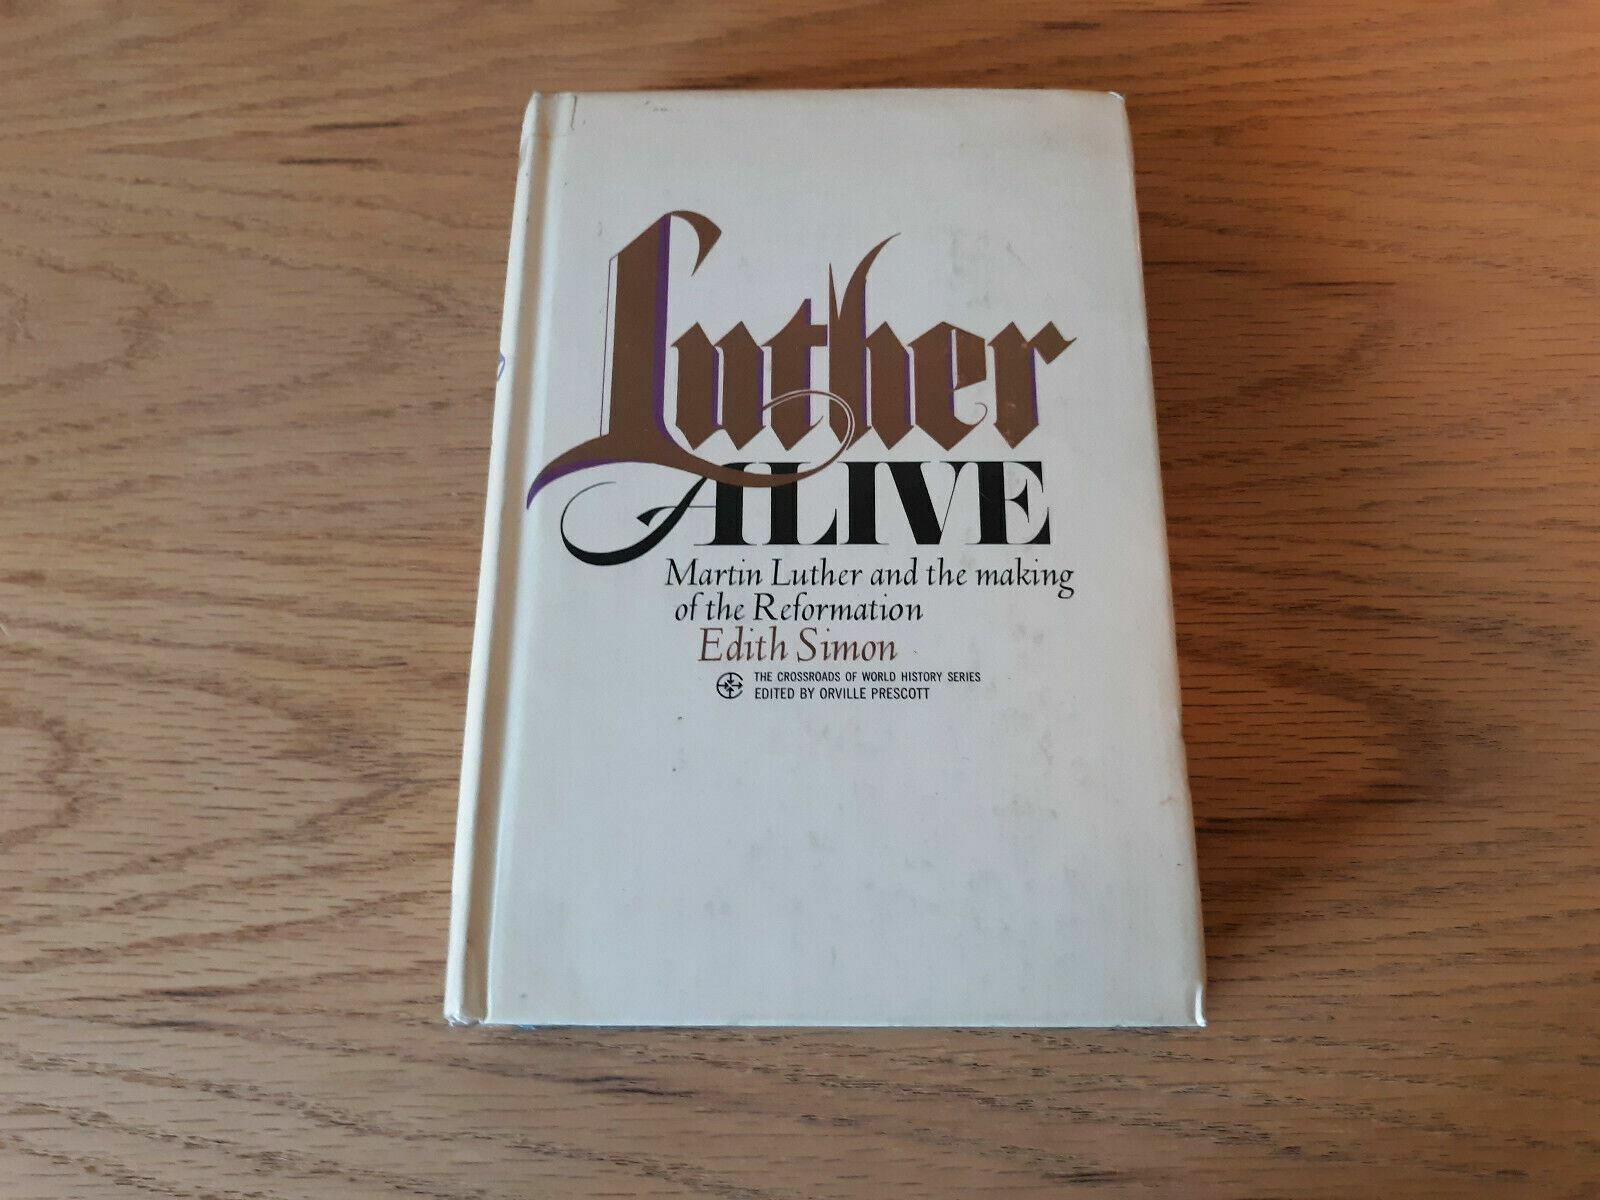 Luther
ALIVE
Martin Luther and the making
of the Reformation
Edith Simon
THE CROSSROADS OF WORLD HISTORY SERIES
EDITED BY ORVILLE PRESCOTT